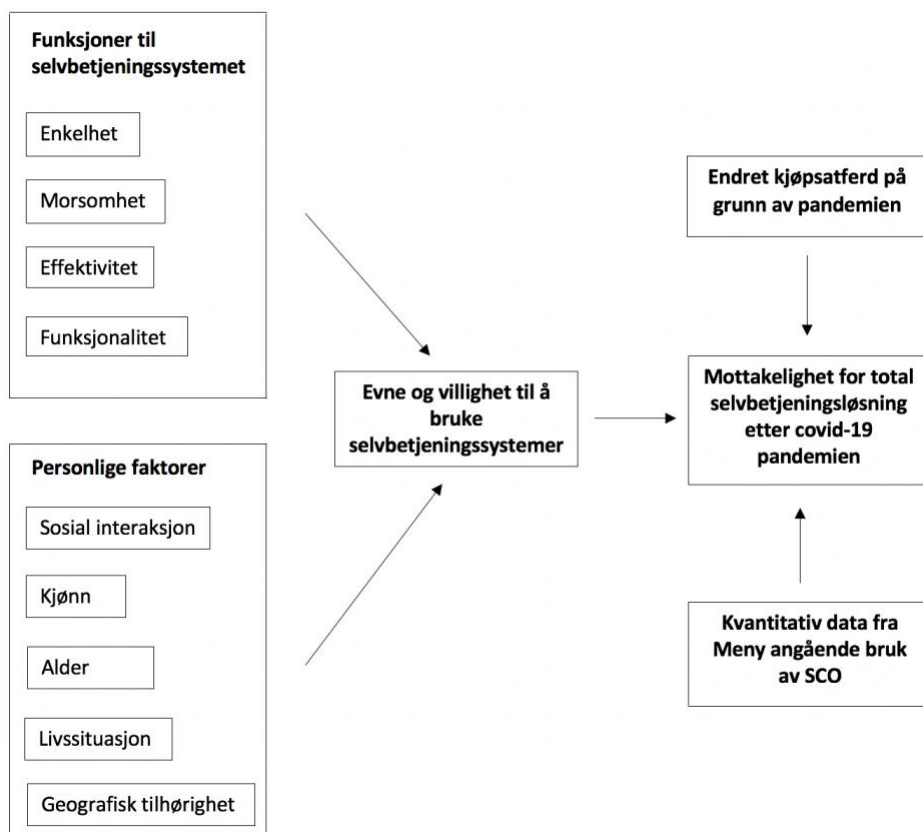 Funksjoner til
selvbetjeningssystemet
Enkelhet
Morsomhet
Effektivitet
Funksjonalitet
Personlige faktorer
Sosial interaksjon
Kjønn
Alder
Livssituasjon
Geografisk tilhørighet
Evne og villighet til å
bruke
selvbetjeningssystemer
Endret kjøpsatferd på
grunn av pandemien
Mottakelighet for total
selvbetjeningsløsning
etter covid-19
pandemien
Kvantitativ data fra
Meny angående bruk
av SCO